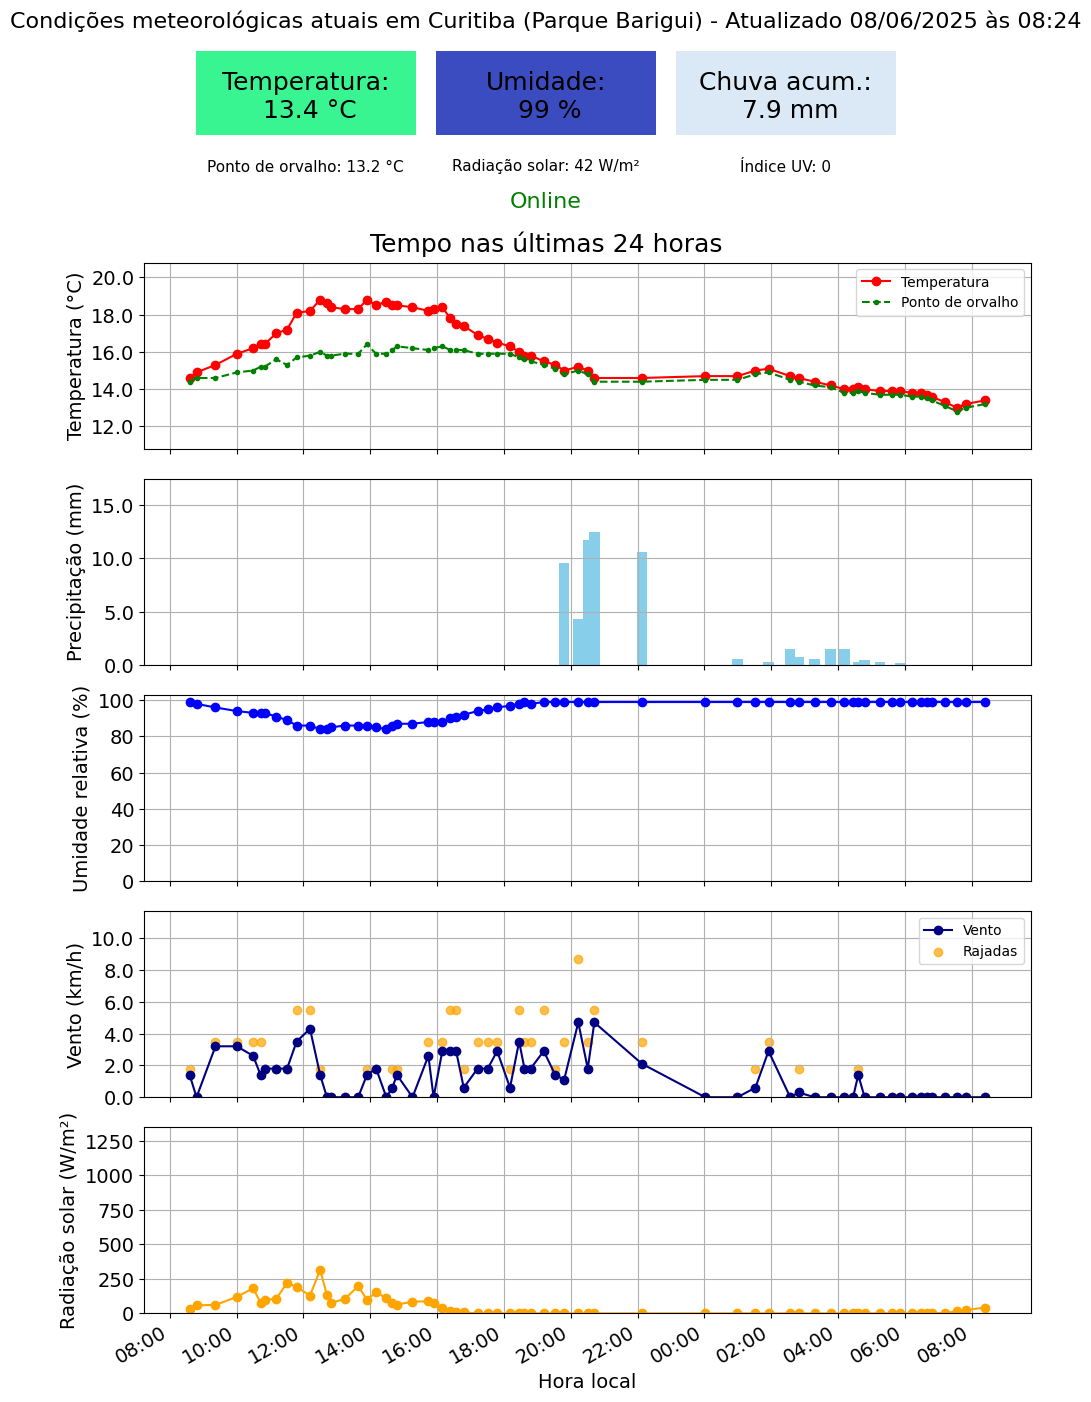 Condições meteorológicas atuais em Curitiba (Parque Barigui) - Atualizado 08/06/2025 às 08:24
Temperatura:
13.4 °C
Umidade:
99 %
Chuva acum.:
7.9 mm
Ponto de orvalho: 13.2 °C
Radiação solar: 42 W/m²
Índice UV: 0
Online
Tempo nas últimas 24 horas
Temperatura (°C)
20.0
18.0
16.0
14.0
12.0
Temperatura
Ponto de orvalho
Precipitação (mm)
15.0
10.0
5.0
0.0
Umidade relativa (%)
100
80
60
40
20
0
Vento (km/h)
10.0
8.0
6.0
4.0
2.0
0.0
Vento
Rajadas
Radiação solar (W/m²)
1250
1000
750
500
250
0
08:00
10:00
12:00
14:00
16:00
18:00
20:00
22:00
00:00
02:00
04:00
06:00
08:00
Hora local